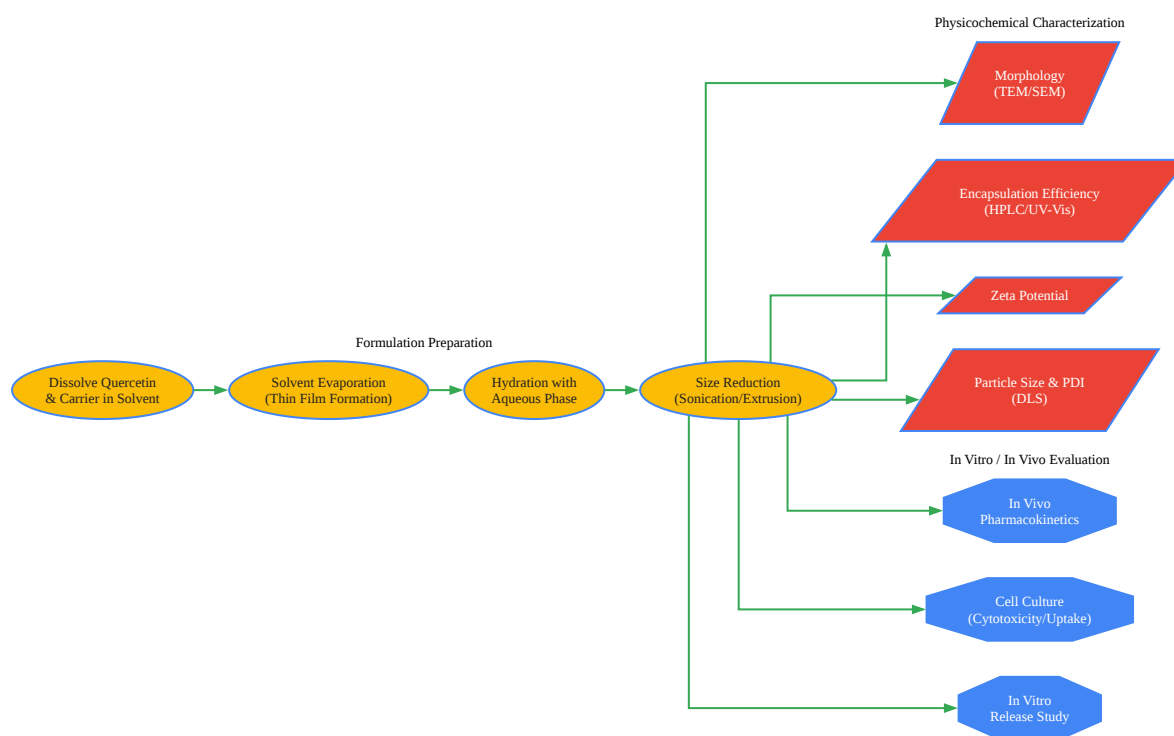 Physicochemical Characterization
Morphology
(TEM/SEM)
Encapsulation Efficiency
(HPLC/UV-Vis)
Zeta Potential
Formulation Preparation
Dissolve Quercetin
& Carrier in Solvent
Solvent Evaporation
(Thin Film Formation)
Hydration with
Aqueous Phase
Size Reduction
(Sonication/Extrusion)
Particle Size & PDI
(DLS)
In Vitro / In Vivo Evaluation
In Vivo
Pharmacokinetics
Cell Culture
(Cytotoxicity/Uptake)
In Vitro
Release Study